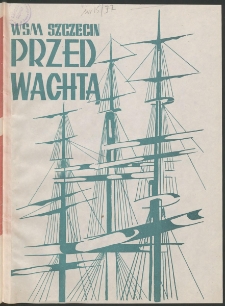 WSM SZCZECIN
PRZED
WACHTĄ